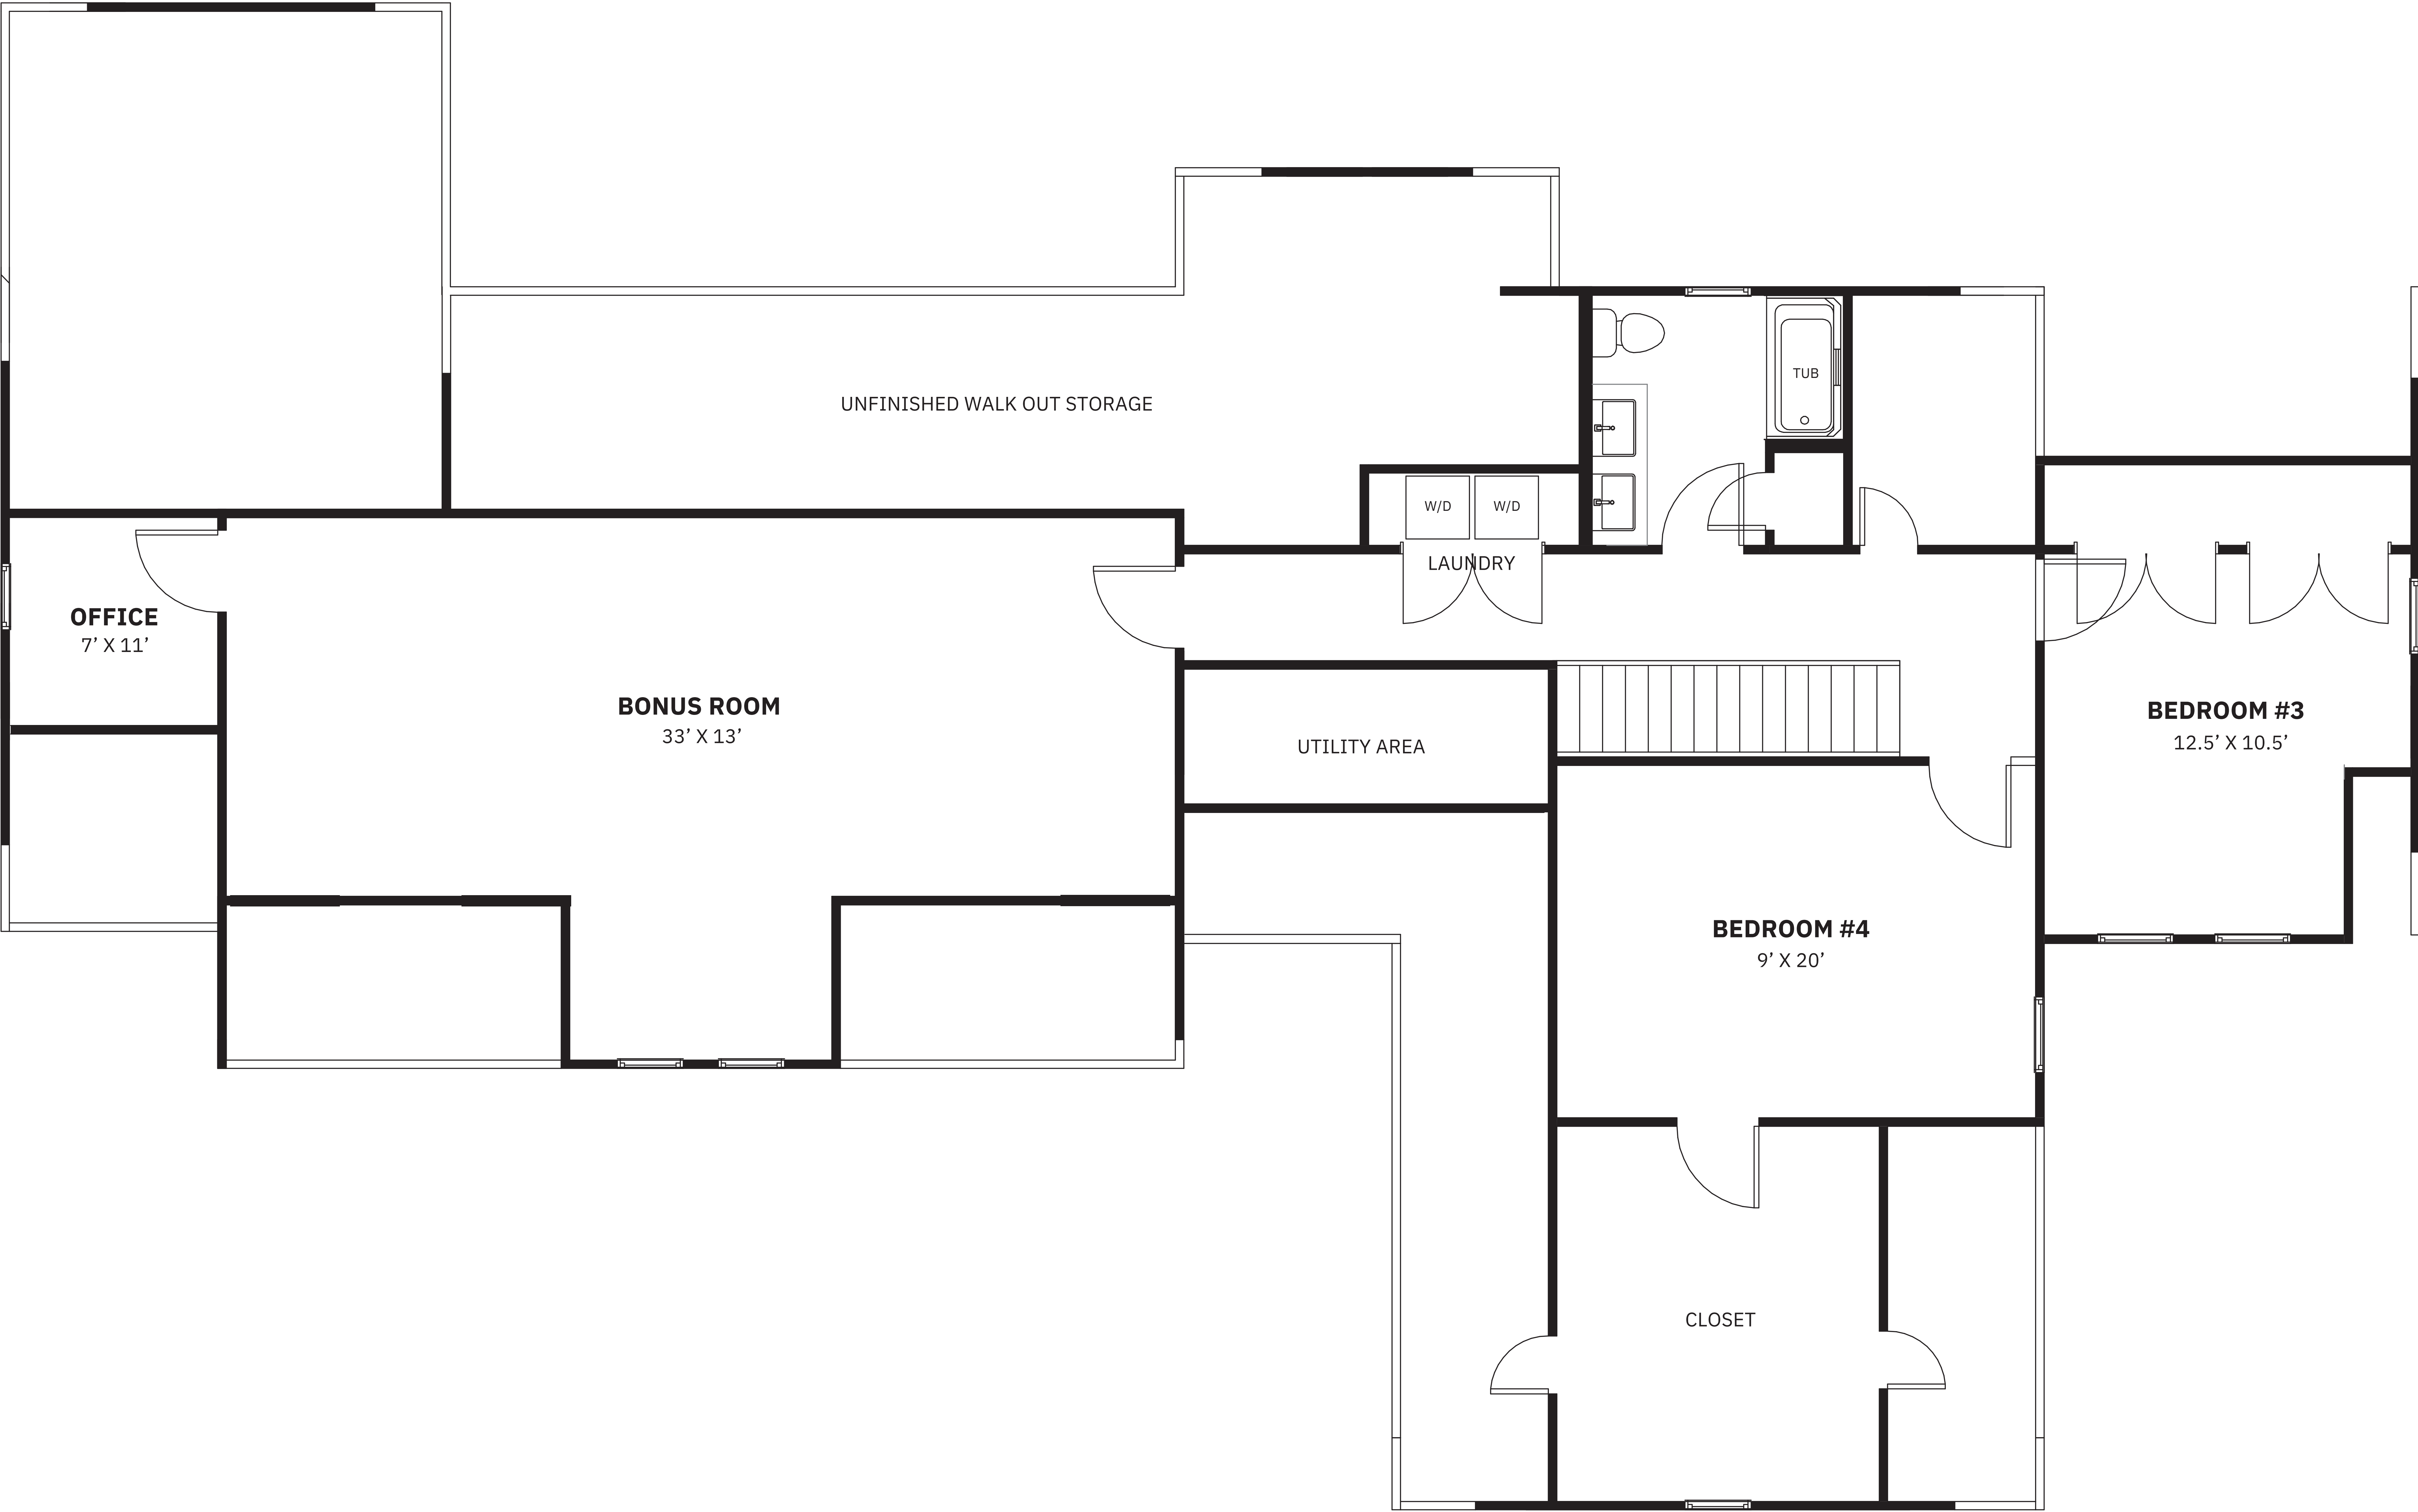 UNFINISHED WALK OUT STORAGE
TUB
W/D
W/D
LAUNDRY
OFFICE
7’ X 11’
BONUS ROOM
33’ X 13’
UTILITY AREA
BEDROOM #3
12.5’ X 10.5’
BEDROOM #4
9’ X 20’
CLOSET